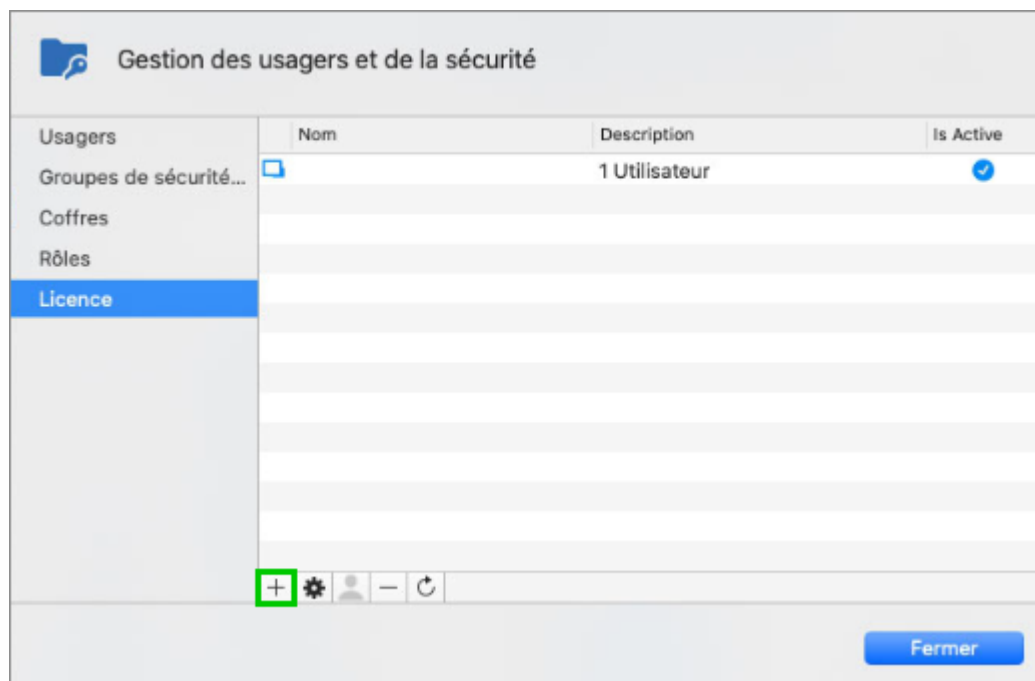 Gestion des usagers et de la sécurité
Usagers
Groupes de sécurité...
Coffres
Rôles
Licence
Nom Description Is Active
1 Utilisateur
Fermer